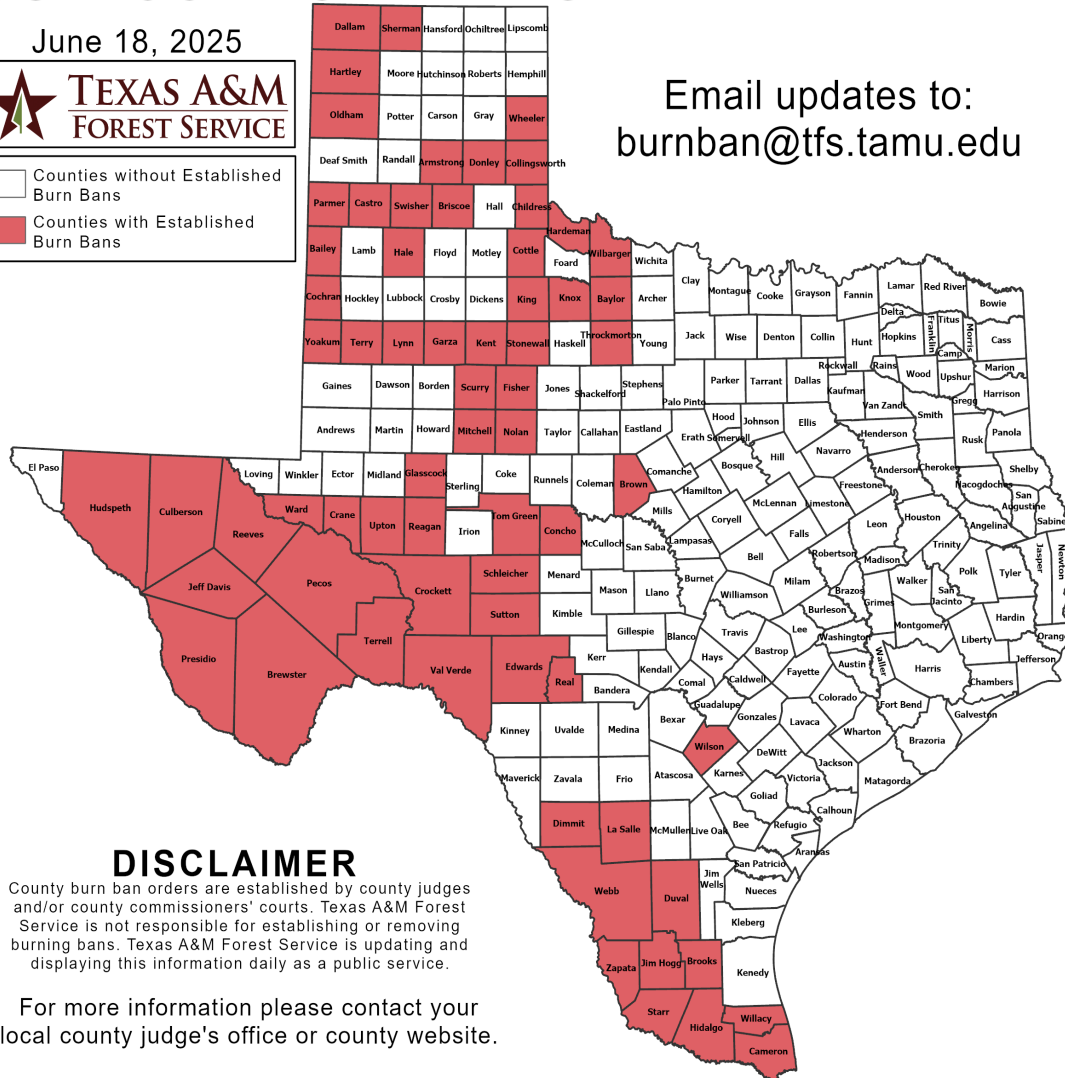 June 18, 2025
TEXAS A&M
FOREST SERVICE
Counties without Established
Burn Bans
Counties with Established
Burn Bans
Email updates to:
burnban@tfs.tamu.edu
Dallam Sherman Hansford Ochiltree Lipscomb
Hartley Moore Hutchinson Roberts Hemphill
Oldham Potter Carson Gray Wheeler
Deaf Smith Randall Armstrong Donley Collingsworth
Parmer Castro Swisher Briscoe Hall Childress
Hardeman
Bailey Lamb Hale Floyd Motley Cottle Foard Wilbarger Wichita
Clay Montague Cooke Grayson Fannin Lamar Red River Bowie
Cochran Hockley Lubbock Crosby Dickens King Knox Baylor Archer
Delta Franklin Titus Morris Cass
Yoakum Terry Lynn Garza Kent Stonewall Haskell Throckmorton Young Jack Wise Denton Collin Hunt Hopkins
Camp
Rockwall Rains Wood Upshur Marion
Gaines Dawson Borden Scurry Fisher Jones Shackelford Stephens Palo Pinto Parker Tarrant Dallas Kaufman Van Zandt Gregg Harrison
Smith
Andrews Martin Howard Mitchell Nolan Taylor Callahan Eastland Erath Somervell Hood Johnson Ellis Henderson Rusk Panola
El Paso Loving Winkler Ector Midland Glasscock Sterling Coke Runnels Coleman Brown Comanche Bosque Hill Navarro Anderson Cherokee Shelby
Hamilton Freestone Nacogdoches
Hudspeth Culberson Reeves Ward Crane Upton Reagan Irion Tom Green Concho Mills Coryell McLennan Limestone Leon Houston Angelina San
Augustine Sabine
McCulloch San Saba Lampasas Bell Falls Robertson Madison Trinity
Jeff Davis Pecos Crockett Schleicher Menard Mason Llano Burnet Williamson Milam Brazos Grimes Walker San
Jacinto Polk Tyler Jasper Newton
Sutton Kimble Burleson
Gillespie Blanco Travis Lee Washington Montgomery Liberty Hardin Orange
Presidio Brewster Terrell Val Verde Edwards Real Kerr Kendall Hays Bastrop Austin Waller Harris Jefferson
Bandera Comal Caldwell Fayette Chambers
Kinney Uvalde Medina Bexar Guadalupe Gonzales Lavaca Colorado Fort Bend Galveston
Wilson DeWitt Wharton Brazoria
Maverick Zavala Frio Atascosa Karnes Victoria Jackson Matagorda
Goliad Calhoun
Dimmit La Salle McMullen Live Oak Bee Refugio
Aransas
San Patricio
Webb Duval Jim
Wells Nueces
Kleberg
Zapata Jim Hogg Brooks Kenedy
Starr Hidalgo Willacy
Cameron
DISCLAIMER
County burn ban orders are established by county judges
and/or county commissioners' courts. Texas A&M Forest
Service is not responsible for establishing or removing
burning bans. Texas A&M Forest Service is updating and
displaying this information daily as a public service.
For more information please contact your
local county judge's office or county website.